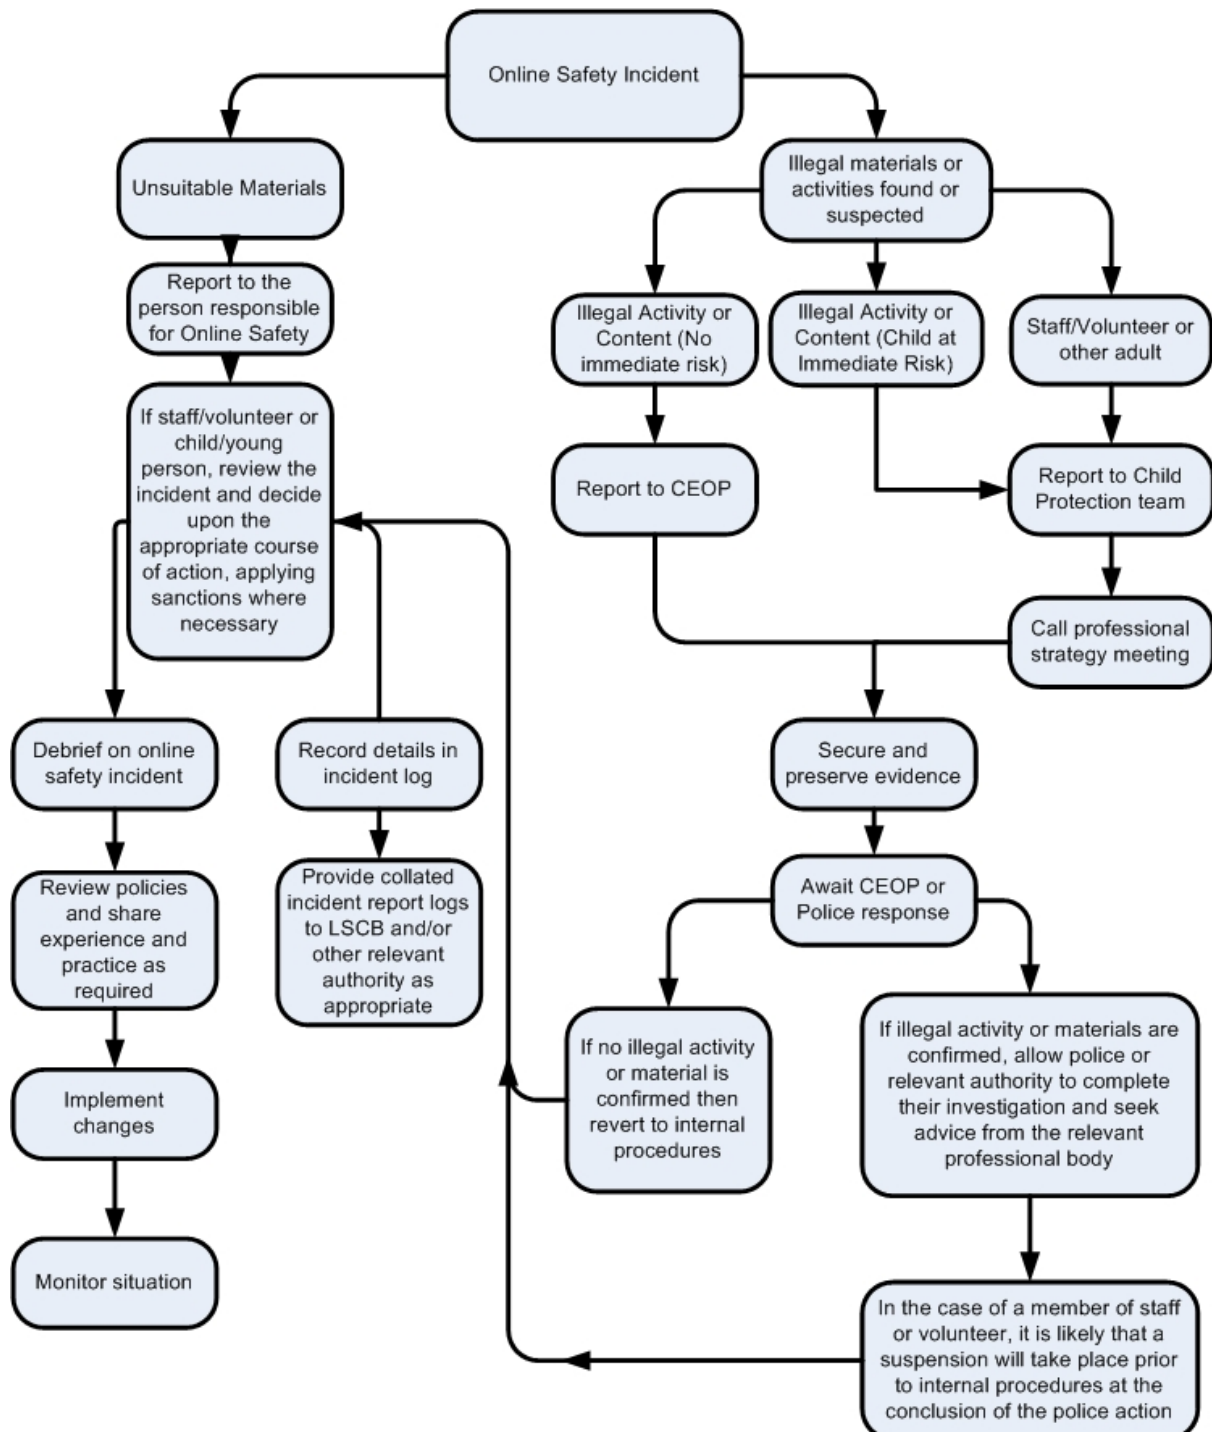 Online Safety Incident
Unsuitable Materials
Illegal materials or
activities found or
suspected
Report to the
person responsible
for Online Safety
Illegal Activity or
Content (No
immediate risk)
Illegal Activity or
Content (Child at
Immediate Risk)
Staff/Volunteer or
other adult
If staff/volunteer or
child/young
person, review the
incident and decide
upon the
appropriate course
of action, applying
sanctions where
necessary
Report to CEOP
Report to Child
Protection team
Call professional
strategy meeting
Debrief on online
safety incident
Record details in
incident log
Secure and
preserve evidence
Review policies
and share
experience and
practice as
required
Provide collated
incident report logs
to LSCB and/or
other relevant
authority as
appropriate
Await CEOP or
Police response
If no illegal activity
or material is
confirmed then
revert to internal
procedures
If illegal activity or materials are
confirmed, allow police or
relevant authority to complete
their investigation and seek
advice from the relevant
professional body
Implement
changes
Monitor situation
In the case of a member of staff
or volunteer, it is likely that a
suspension will take place prior
to internal procedures at the
conclusion of the police action